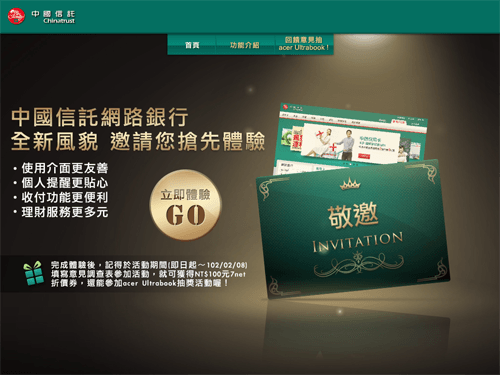 中國信託
Chinatrust
首頁
功能介紹
回饋意見抽
acer Ultrabook！
中國信託網路銀行
全新風貌 邀請您搶先體驗
・使用介面更友善
・個人提醒更貼心
・收付功能更便利
・理財服務更多元
立即體驗
GO
敬邀
INVITATION
完成體驗後，記得於活動期間(即日起～102/02/08)
填寫意見調查表參加活動，就可獲得NT$100元7net
折價券，還能參加acer Ultrabook抽獎活動喔！